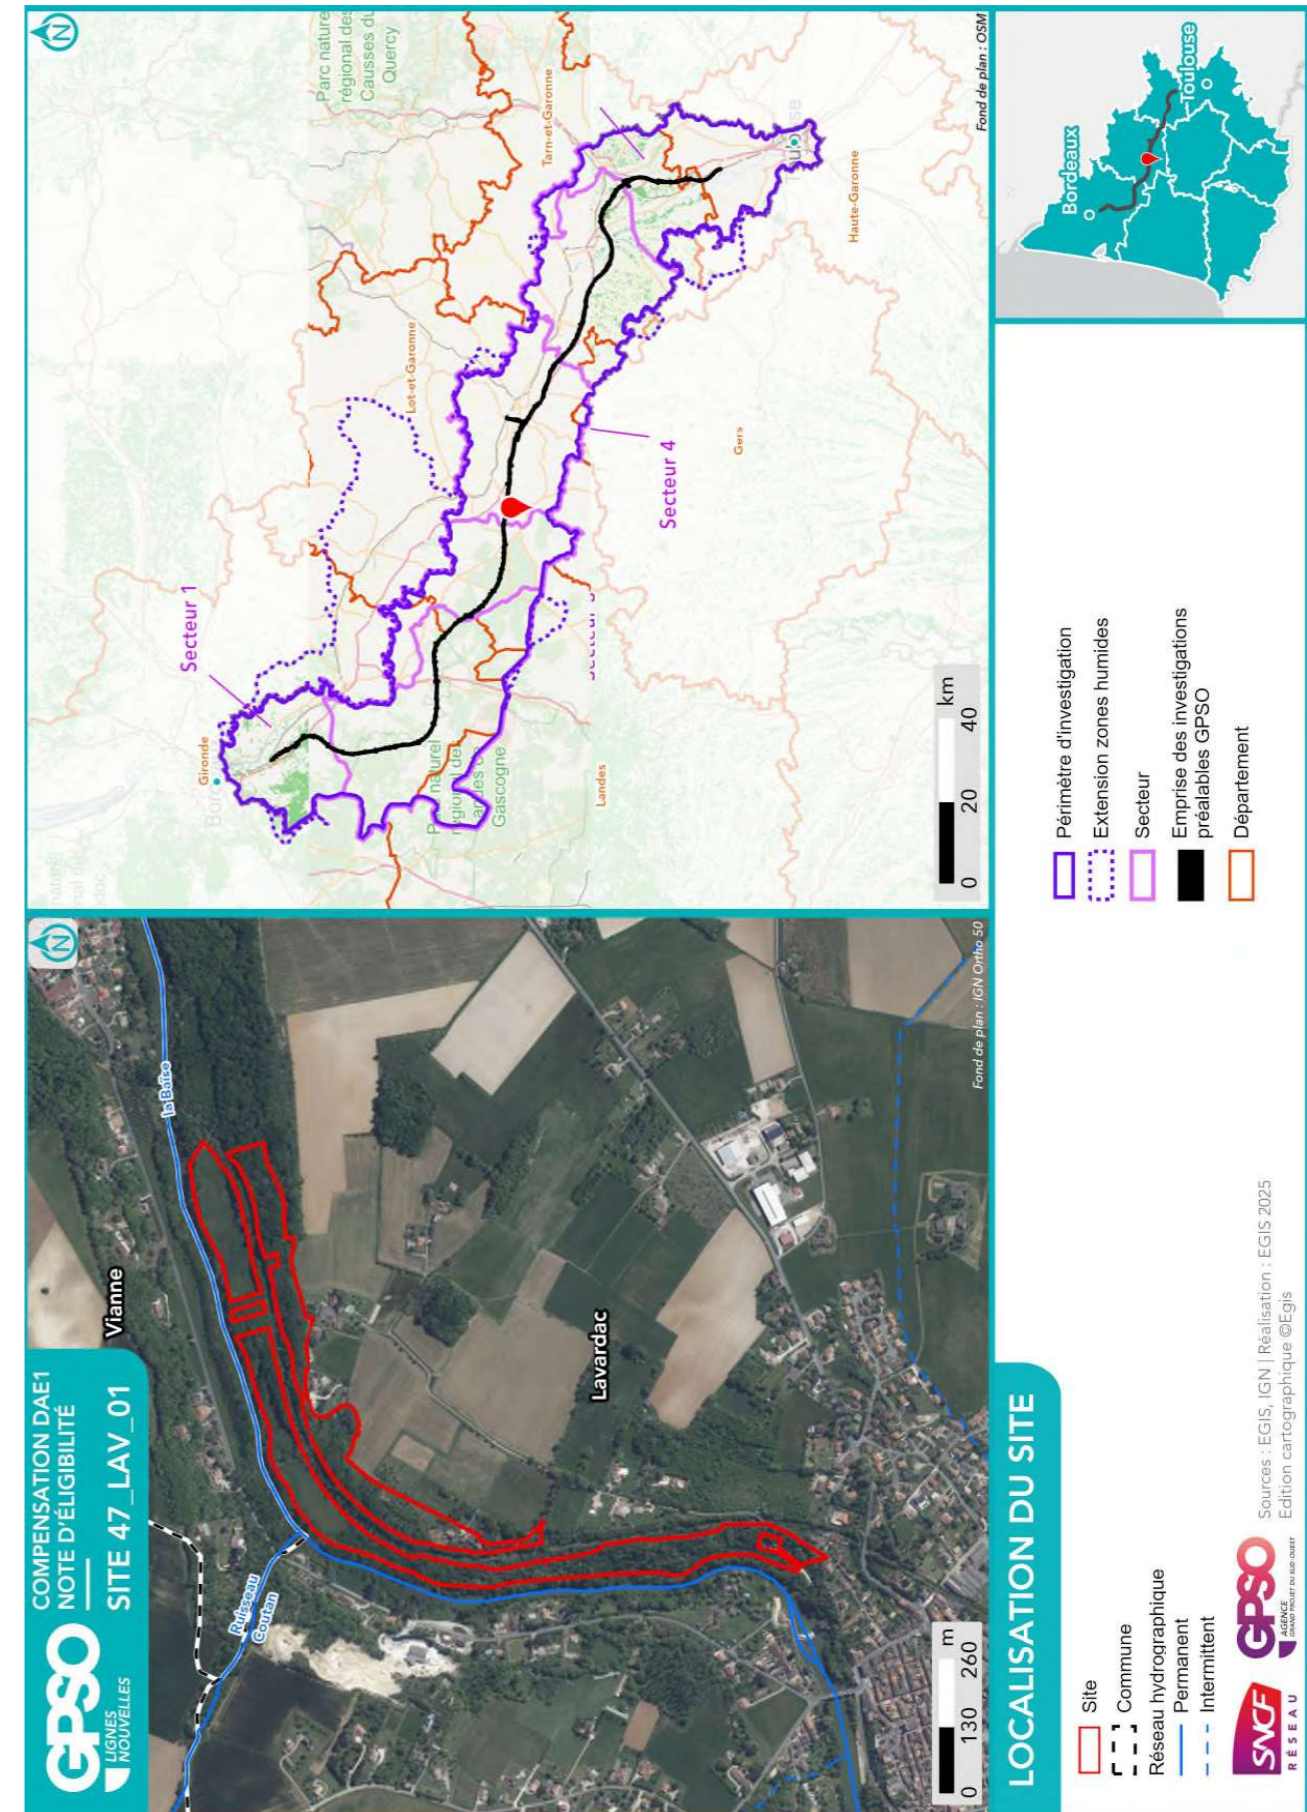 GPSO
LIGNES
NOUVELLES
COMPENSATION DAE1
NOTE D'ÉLIGIBILITÉ
SITE 47_LAV_01
N
Vianne
la Baïse
Ruisseau
Coutan
Lavardac
0 130 260 m
Fond de plan : IGN Ortho 50
N
Parc nature
régional des
Causses du
Quercy
Tarn-et-Garonne
Lot-et-Garonne
Gironde
Secteur 1
Secteur 4
Gers
Haute-Garonne
Landes
naturel
régional des
Gascogne
0 20 40 km
Fond de plan : OSM
LOCALISATION DU SITE
Site
Commune
Réseau hydrographique
Permanent
Intermittent
Périmètre d'investigation
Extension zones humides
Secteur
Emprise des investigations
préalables GPSO
Département
Bordeaux
Toulouse
SNCF
RÉSEAU
GPSO
AGENCE
GRAND PROJET DU SUD-OUEST
Sources : EGIS, IGN | Réalisation : EGIS 2025
Edition cartographique ©Egis